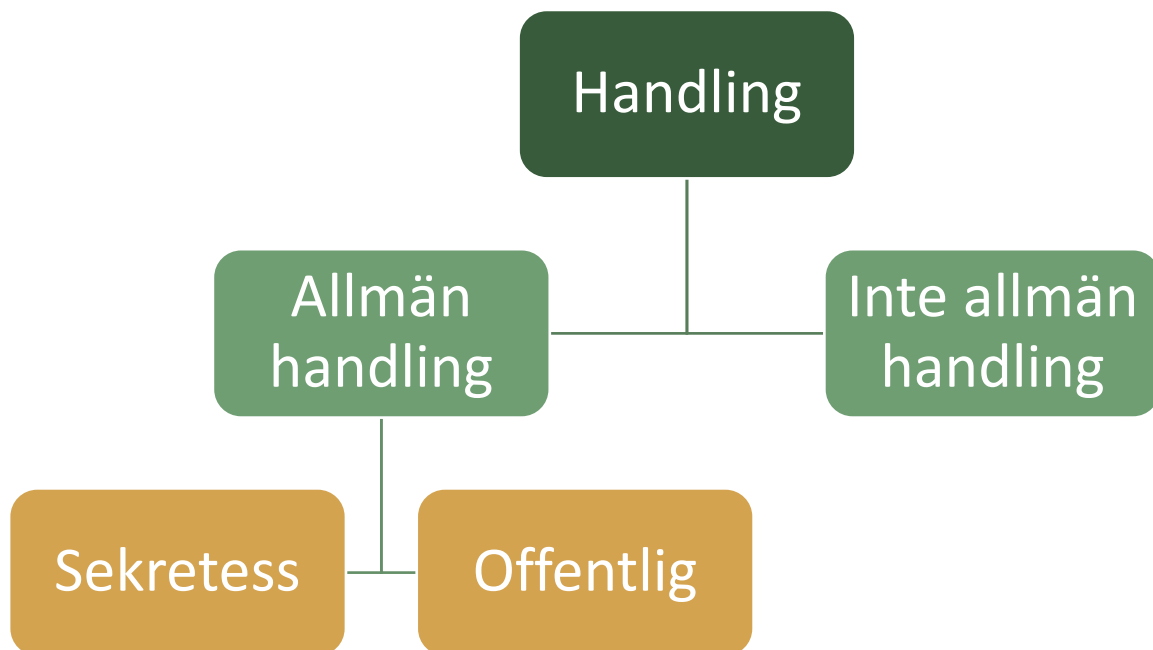 Handling
Allmän
handling
Inte allmän
handling
Sekretess
Offentlig